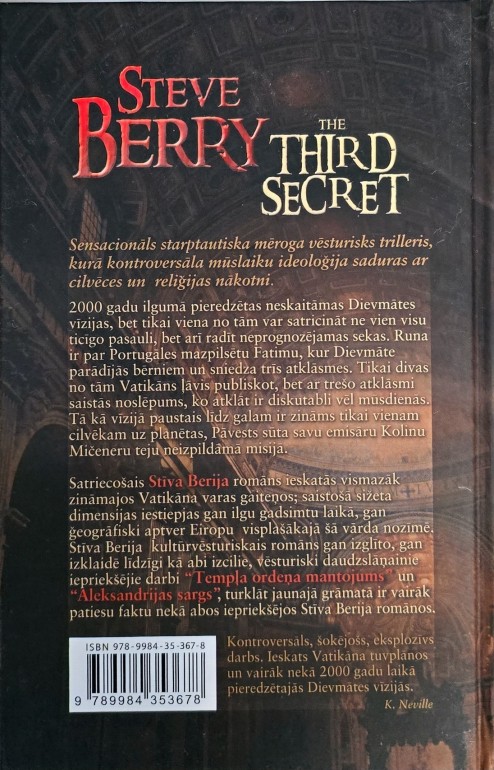 STEVE
BERRY
THE
THIRD
SECRET
Sensacionāls starptautiska mēroga vēsturisks trilleris,
kurā kontroversāla mūslaiku ideoloģija saduras ar
cilvēces un reliģijas nākotni.
2000 gadu ilgumā pieredzētas neskaitāmas Dievmātes
vīzijas, bet tikai viena no tām var satricināt ne vien visu
ticīgo pasauli, bet arī radīt neprognozējamas sekas. Runa
ir par Portugāles mazpilsētu Fatimu, kur Dievmāte
parādījās bērniem un sniedza trīs atklāsmes. Tikai divas
no tām Vatikāns ļāvis publiskot, bet ar trešo atklāsmi
saistās noslēpums, ko atklāt ir diskutabli vēl mūsdienās.
Tā kā vīzijā paustais līdz galam ir zināms tikai vienam
cilvēkam uz planētas, Pāvests sūta savu emisāru Kolinu
Mičeneru teju neizpildāmā misijā.
Satriecošais Stīva Berija romāns ieskatās vismazāk
zināmajos Vatikāna varas gaiteņos; saistošā sižeta
dimensijas iestiepjas gan ilgu gadsimtu laikā, gan
ģeogrāfiski aptver Eiropu visplašākajā šā vārda nozīmē.
Stīva Berija kultūrvēsturiskais romāns gan izglīto, gan
izklaidē līdzīgi kā abi izcilie, vēsturiski daudzslāņainie
iepriekšējie darbi "Templa ordeņa mantojums" un
"Aleksandrijas sargs", turklāt jaunajā grāmatā ir vairāk
patiesu faktu nekā abos iepriekšējos Stīva Berija romānos.
ISBN 978-9984-35-367-8
9 789984 353678
Kontroversāls, šokējošs, eksplozīvs
darbs. Ieskats Vatikāna tuvplānos
un vairāk nekā 2000 gadu laikā
pieredzētajās Dievmātes vīzijās.
K. Neville